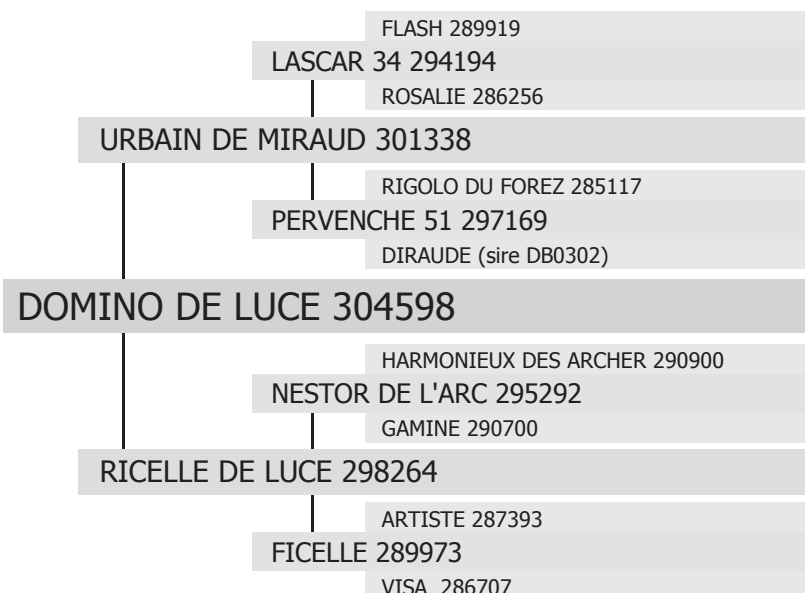 FLASH 289919
LASCAR 34 294194
ROSALIE 286256
URBAIN DE MIRAUD 301338
RIGOLO DU FOREZ 285117
PERVENCHE 51 297169
DIRAUDE (sire DB0302)
DOMINO DE LUCE 304598
HARMONIEUX DES ARCHER 290900
NESTOR DE L'ARC 295292
GAMINE 290700
RICELLE DE LUCE 298264
ARTISTE 287393
FICELLE 289973
VISA  286707